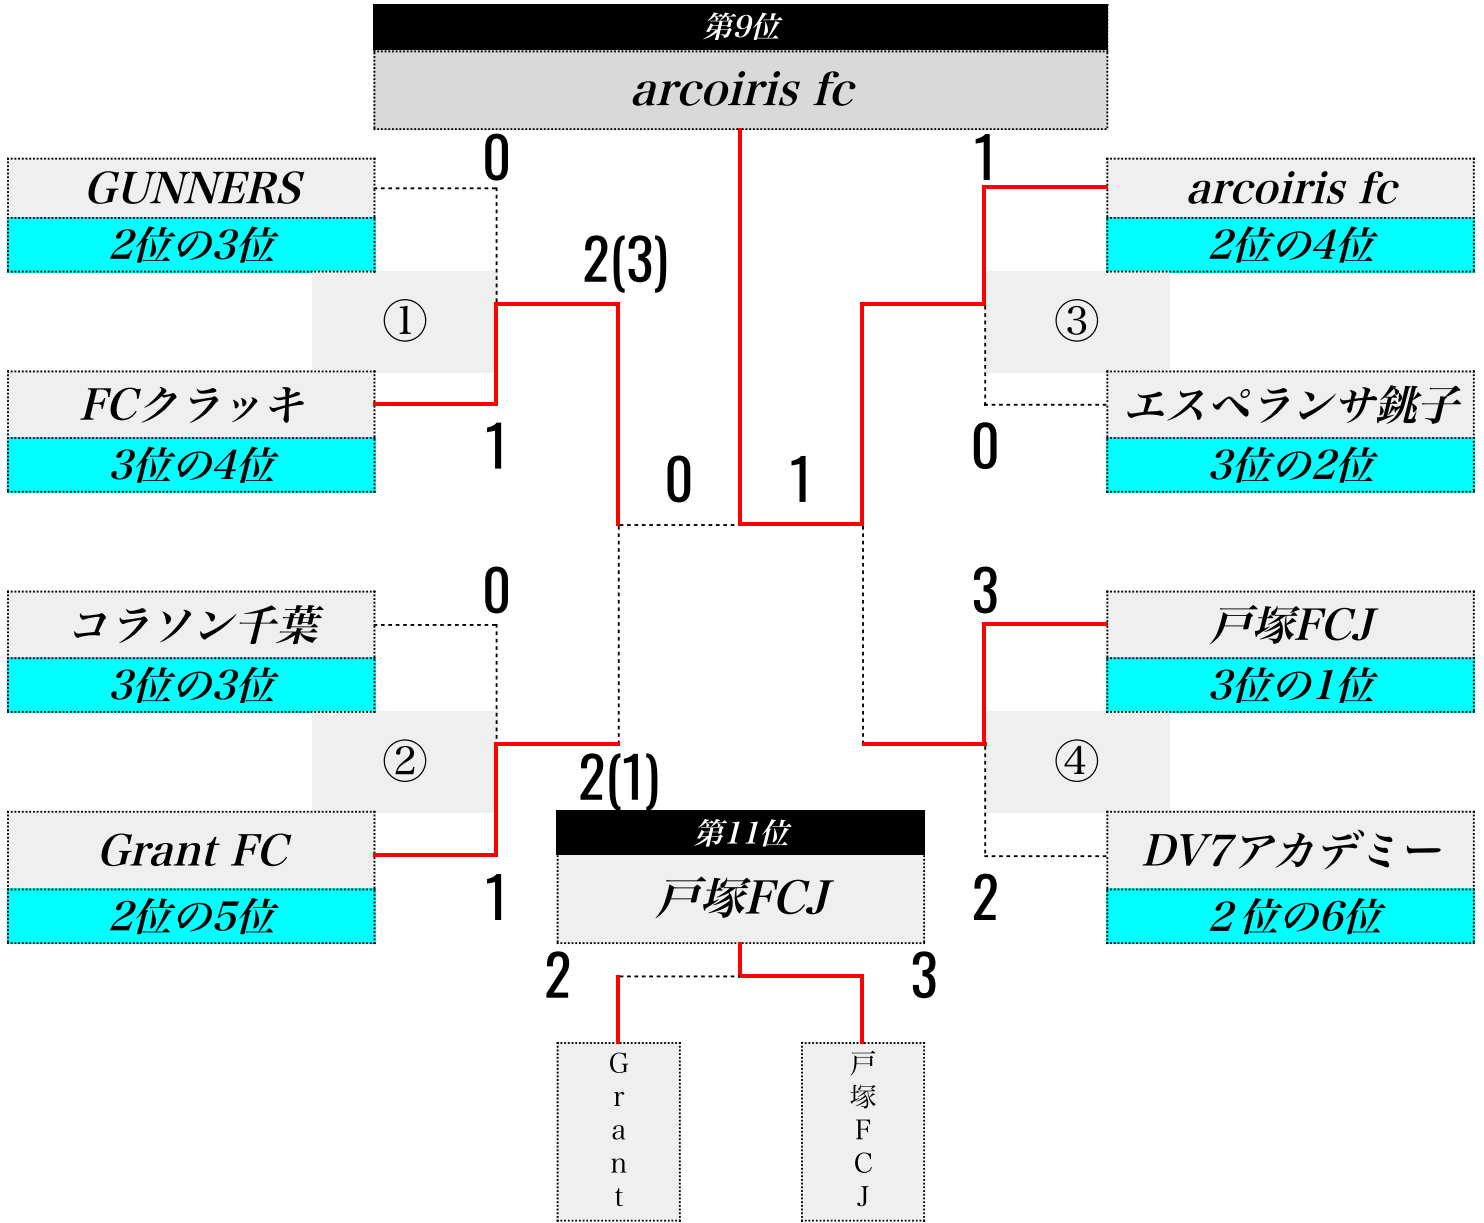 第9位
arcoiris fc
0
1
GUNNERS
2位の3位
arcoiris fc
2位の4位
2(3)
①
③
FCクラッキ
3位の4位
エスペランサ銚子
3位の2位
1
0
0
1
0
3
コラソン千葉
3位の3位
戸塚FCJ
3位の1位
②
④
2(1)
Grant FC
2位の5位
DV7アカデミー
2 位の6位
1
2
第11位
戸塚FCJ
2
3
Grant
戸塚FCJ